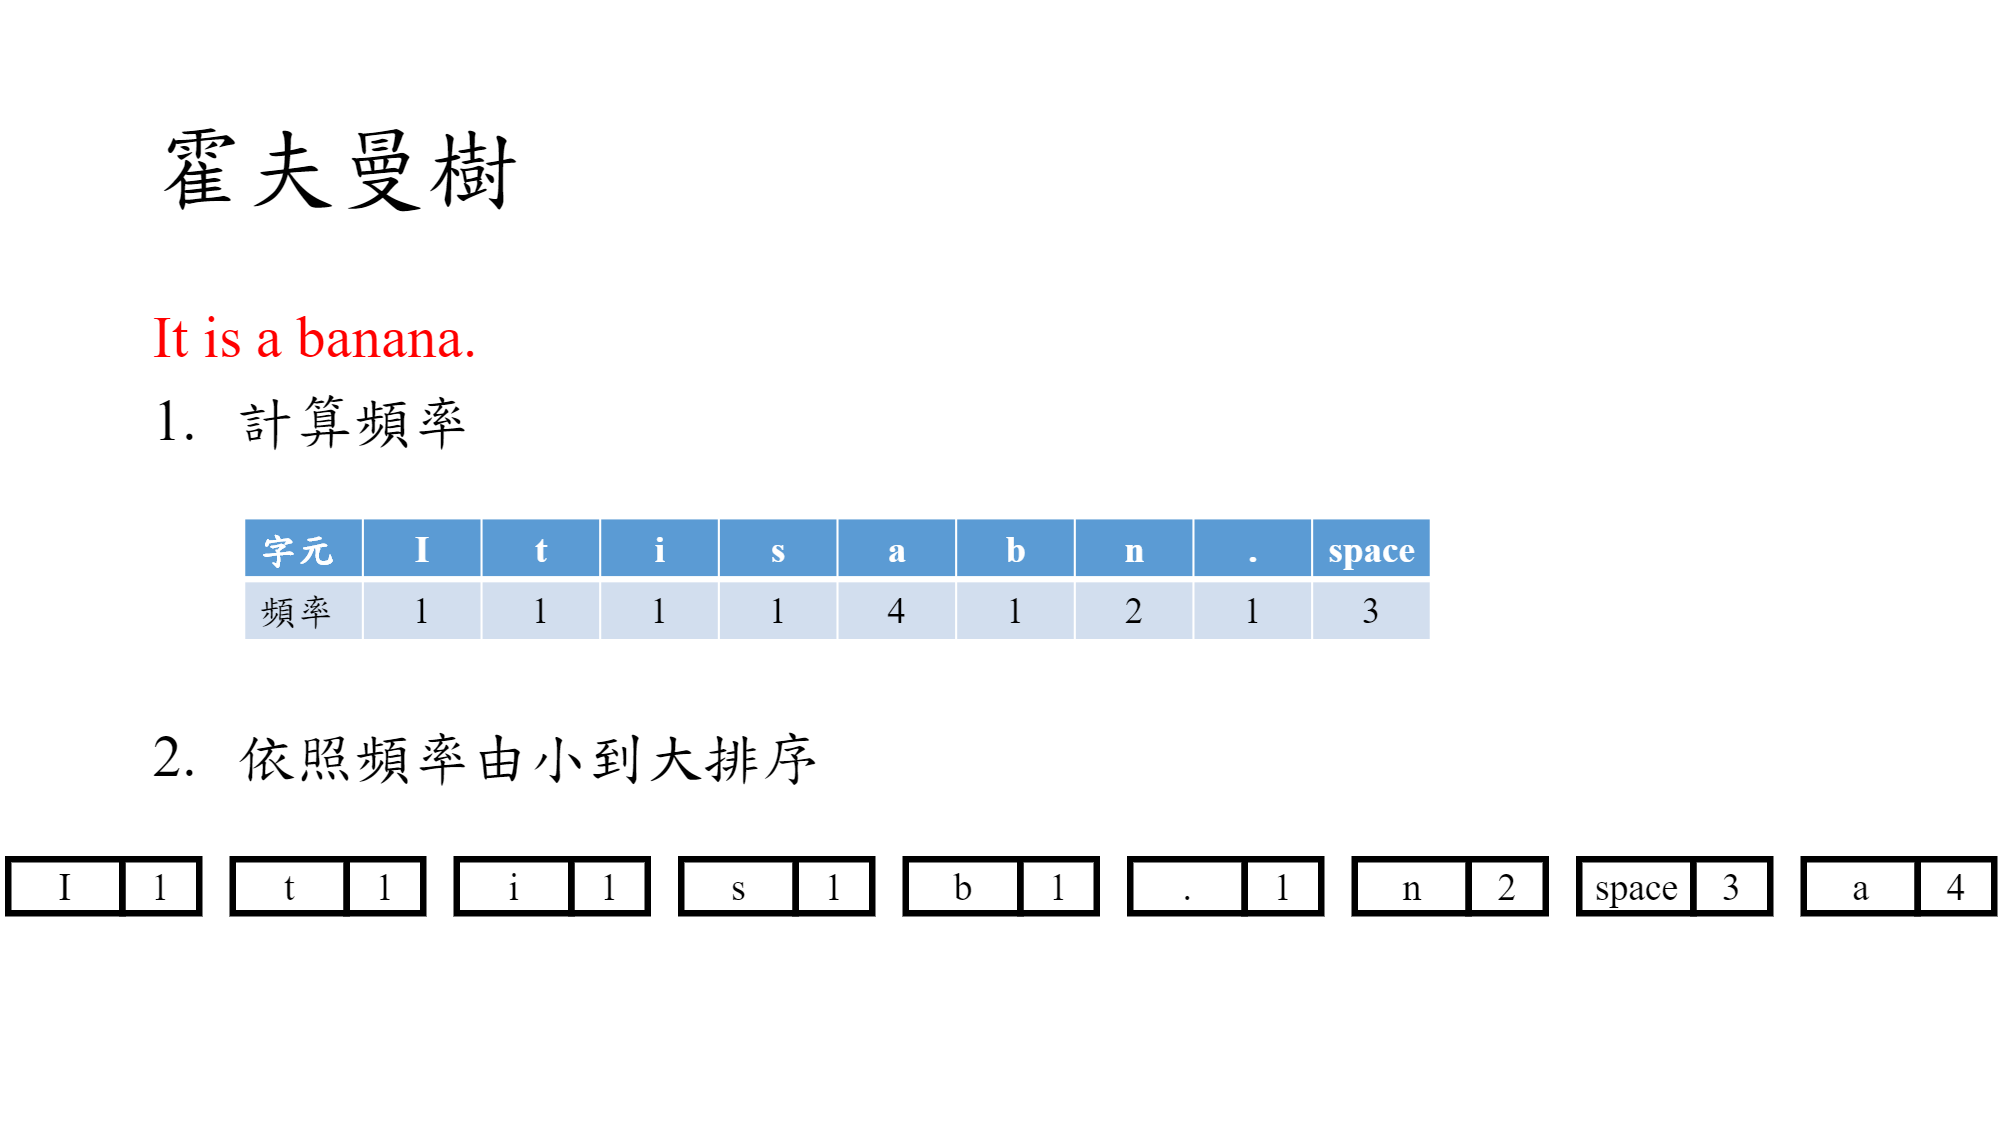 霍夫曼樹
It is a banana.
1. 計算頻率
字元 I t i s a b n . space
頻率 1 1 1 1 4 1 2 1 3
2. 依照頻率由小到大排序
I 1 t 1 i 1 s 1 b 1 . 1 n 2 space 3 a 4